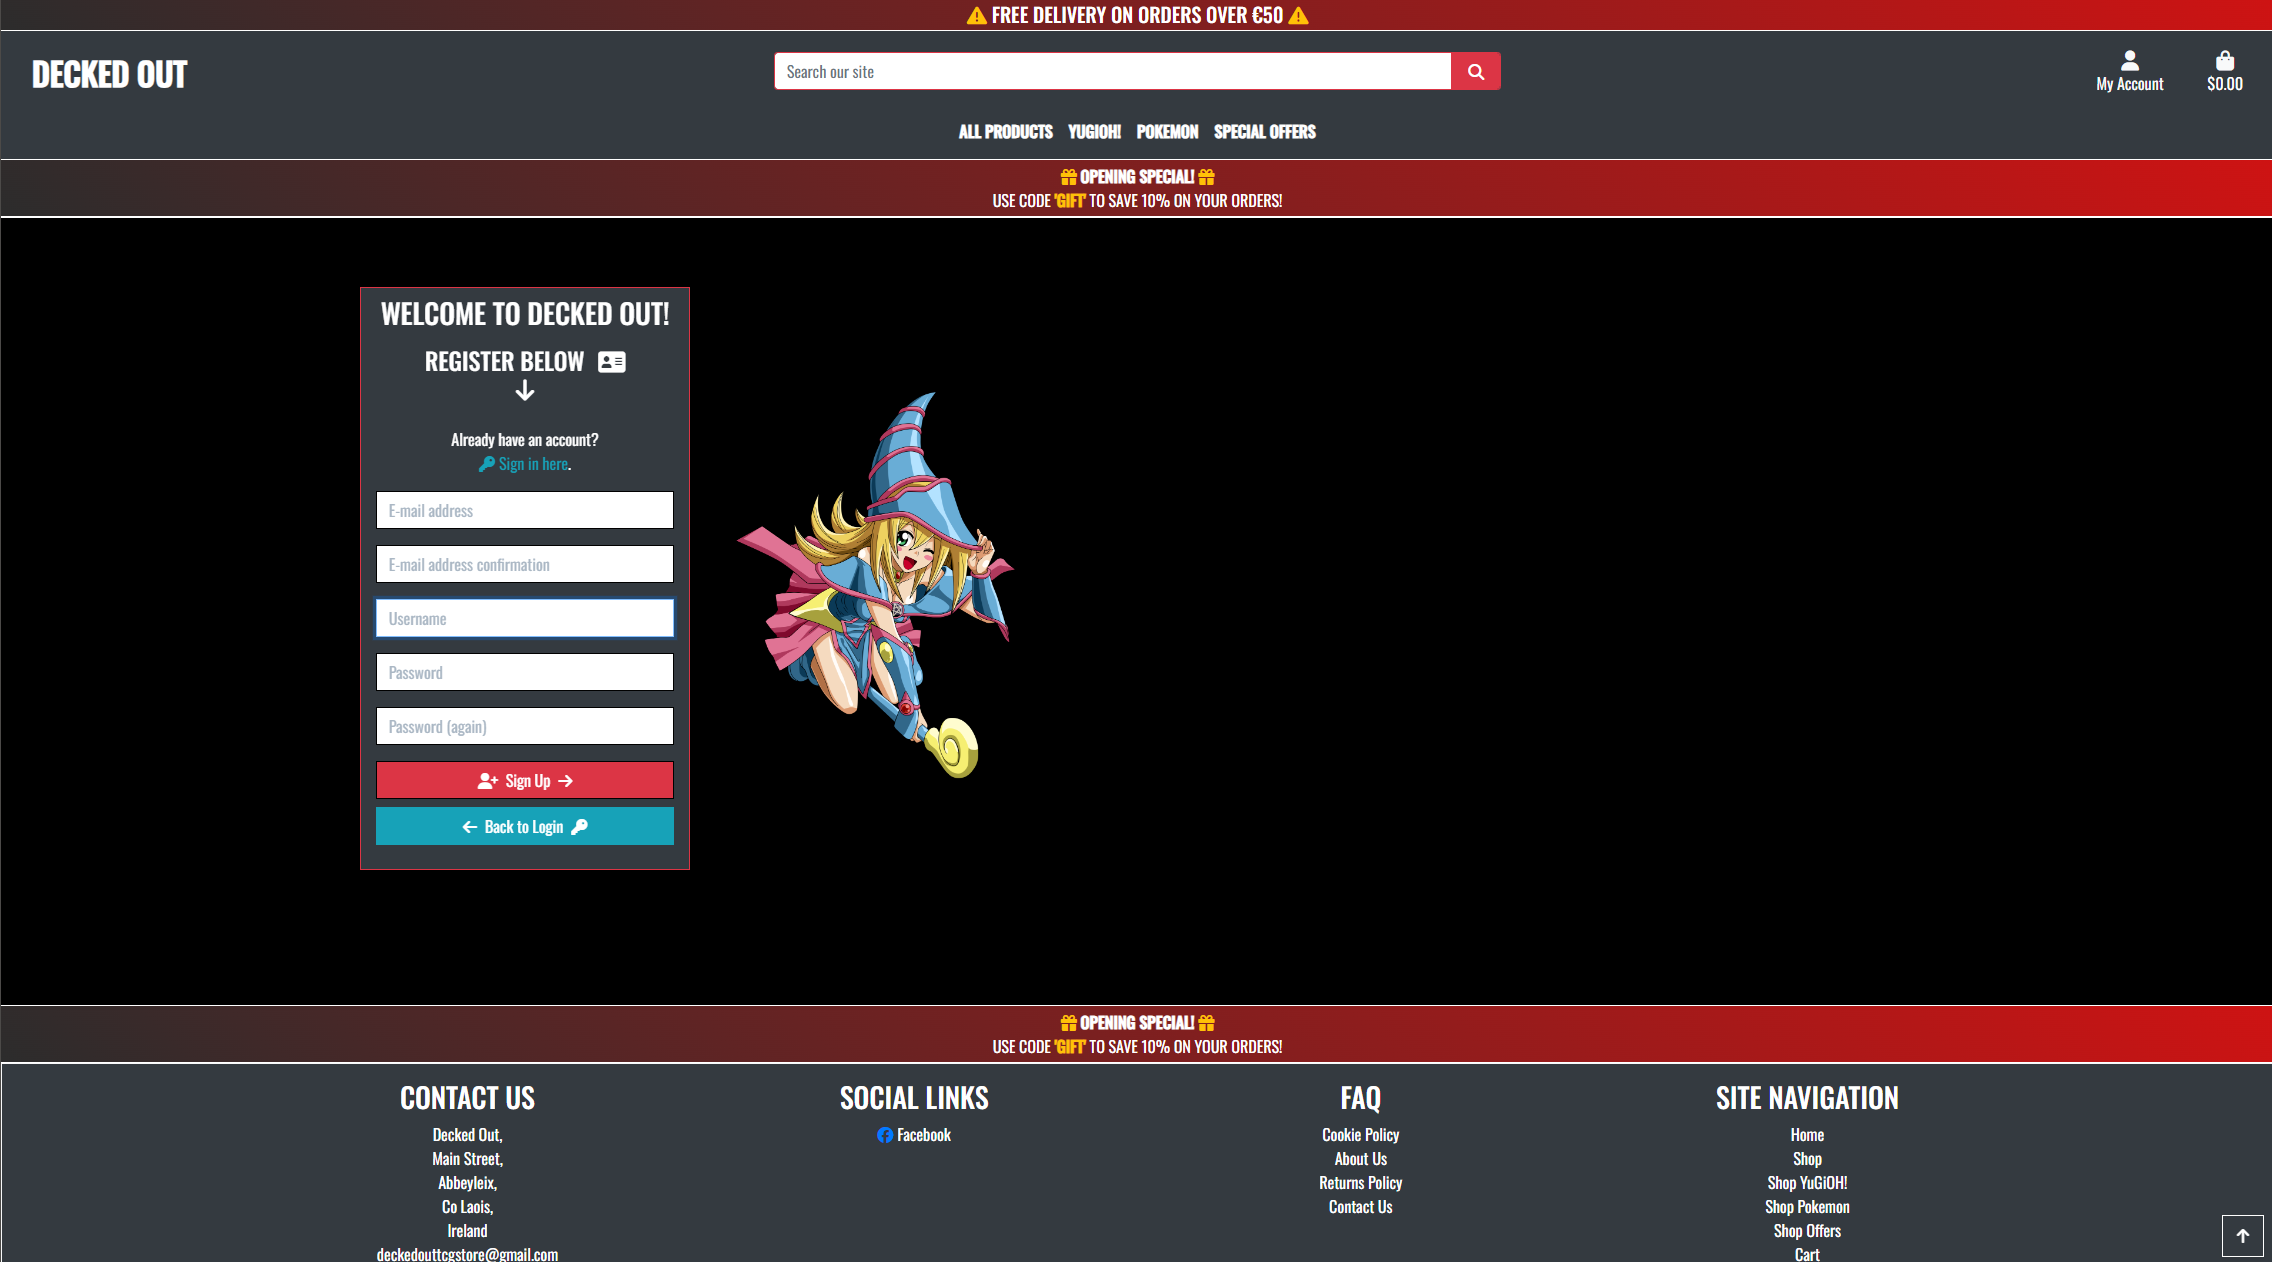 FREE DELIVERY ON ORDERS OVER €50
DECKED OUT
Search our site
My Account
$0.00
ALL PRODUCTS YUGIOH! POKEMON SPECIAL OFFERS
OPENING SPECIAL!
USE CODE 'GIFT' TO SAVE 10% ON YOUR ORDERS!
WELCOME TO DECKED OUT!
REGISTER BELOW
Already have an account?
Sign in here.
E-mail address
E-mail address confirmation
Username
Password
Password (again)
Sign Up
Back to Login
OPENING SPECIAL!
USE CODE 'GIFT' TO SAVE 10% ON YOUR ORDERS!
CONTACT US
Decked Out,
Main Street,
Abbeyleix,
Co Laois,
Ireland
deckedouttcgstore@gmail.com
SOCIAL LINKS
Facebook
FAQ
Cookie Policy
About Us
Returns Policy
Contact Us
SITE NAVIGATION
Home
Shop
Shop YuGiOH!
Shop Pokemon
Shop Offers
Cart